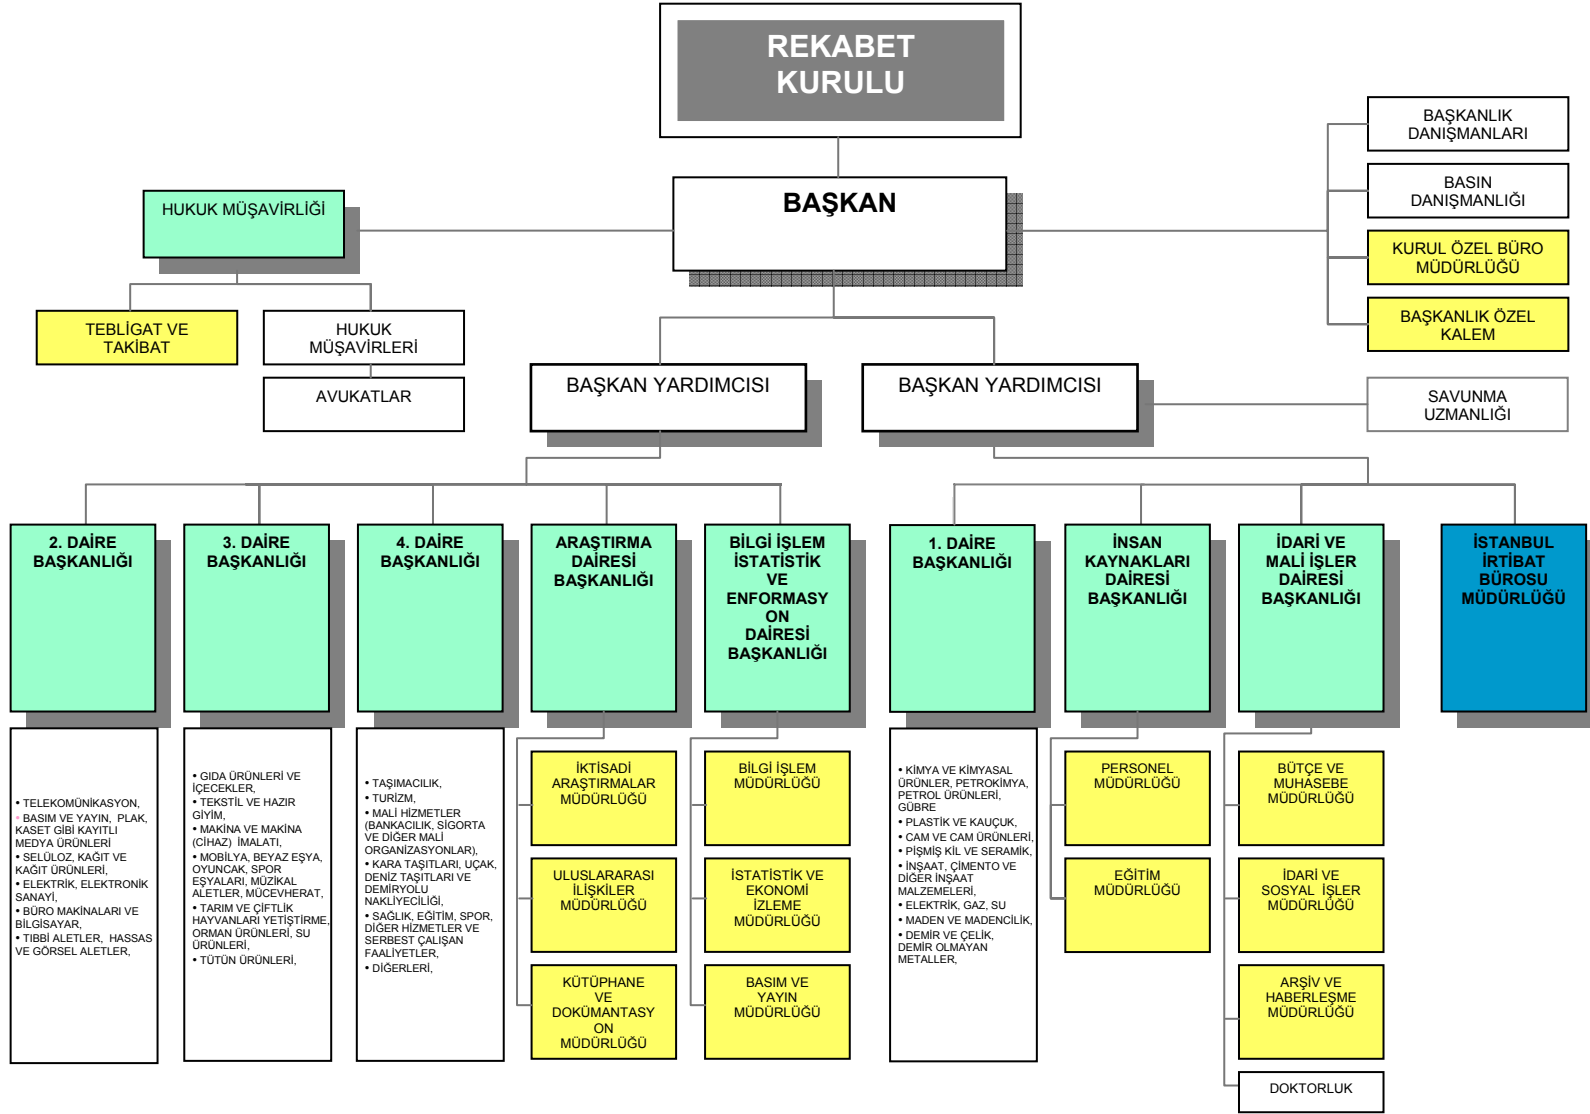 REKABET
KURULU
BAŞKANLIK
DANIŞMANLARI
BAŞKAN
BASIN
DANIŞMANLIĞI
HUKUK MÜŞAVİRLİĞİ
KURUL ÖZEL BÜRO
MÜDÜRLÜĞÜ
BAŞKANLIK ÖZEL
KALEM
TEBLİGAT VE
TAKİBAT
HUKUK
MÜŞAVİRLERİ
AVUKATLAR
BAŞKAN YARDIMCISI
BAŞKAN YARDIMCISI
SAVUNMA
UZMANLIĞI
2. DAİRE
BAŞKANLIĞI
3. DAİRE
BAŞKANLIĞI
4. DAİRE
BAŞKANLIĞI
ARAŞTIRMA
DAİRESİ
BAŞKANLIĞI
BİLGİ İŞLEM
İSTATİSTİK
VE
ENFORMASY
ON
DAİRESİ
BAŞKANLIĞI
1. DAİRE
BAŞKANLIĞI
İNSAN
KAYNAKLARI
DAİRESİ
BAŞKANLIĞI
İDARİ VE
MALİ İŞLER
DAİRESİ
BAŞKANLIĞI
İSTANBUL
İRTİBAT
BÜROSU
MÜDÜRLÜĞÜ
• TELEKOMÜNİKASYON,
• BASIM VE YAYIN, PLAK,
KASET GİBİ KAYITLI
MEDYA ÜRÜNLERİ
• SELÜLOZ, KAĞIT VE
KAĞIT ÜRÜNLERİ,
• ELEKTRİK, ELEKTRONİK
SANAYİ,
• BÜRO MAKİNALARI VE
BİLGİSAYAR,
• TIBBİ ALETLER, HASSAS
VE GÖRSEL ALETLER,
• GIDA ÜRÜNLERİ VE
İÇECEKLER,
• TEKSTİL VE HAZIR
GİYİM,
• MAKİNA VE MAKİNA
(CİHAZ) İMALATI,
• MOBİLYA, BEYAZ EŞYA,
OYUNCAK, SPOR
EŞYALARI, MÜZİKAL
ALETLER, MÜCEVHERAT,
• TARIM VE ÇİFTLİK
HAYVANLARI YETİŞTİRME,
ORMAN ÜRÜNLERİ, SU
ÜRÜNLERİ,
• TÜTÜN ÜRÜNLERİ,
• TAŞIMACILIK,
• TURİZM,
• MALİ HİZMETLER
(BANKACILIK, SİGORTA
VE DİĞER MALİ
ORGANİZASYONLAR),
• KARA TAŞITLARI, UÇAK,
DENİZ TAŞITLARI VE
DEMİRYOLU
NAKLİYECİLİĞİ,
• SAĞLIK, EĞİTİM, SPOR,
DİĞER HİZMETLER VE
SERBEST ÇALIŞAN
FAALİYETLER,
• DİĞERLERİ,
İKTİSADİ
ARAŞTIRMALAR
MÜDÜRLÜĞÜ
ULUSLARARASI
İLİŞKİLER
MÜDÜRLÜĞÜ
KÜTÜPHANE
VE
DOKÜMANTASY
ON
MÜDÜRLÜĞÜ
BİLGİ İŞLEM
MÜDÜRLÜĞÜ
İSTATİSTİK VE
EKONOMİ
İZLEME
MÜDÜRLÜĞÜ
BASIM VE
YAYIN
MÜDÜRLÜĞÜ
• KİMYA VE KİMYASAL
ÜRÜNLER, PETROKİMYA,
PETROL ÜRÜNLERİ,
GÜBRE
• PLASTİK VE KAUÇUK,
• CAM VE CAM ÜRÜNLERİ,
• PİŞMİŞ KİL VE SERAMİK,
• İNŞAAT, ÇİMENTO VE
DİĞER İNŞAAT
MALZEMELERİ,
• ELEKTRİK, GAZ, SU
• MADEN VE MADENCİLİK,
• DEMİR VE ÇELİK,
DEMİR OLMAYAN
METALLER,
PERSONEL
MÜDÜRLÜĞÜ
EĞİTİM
MÜDÜRLÜĞÜ
BÜTÇE VE
MUHASEBE
MÜDÜRLÜĞÜ
İDARİ VE
SOSYAL İŞLER
MÜDÜRLÜĞÜ
ARŞİV VE
HABERLEŞME
MÜDÜRLÜĞÜ
DOKTORLUK